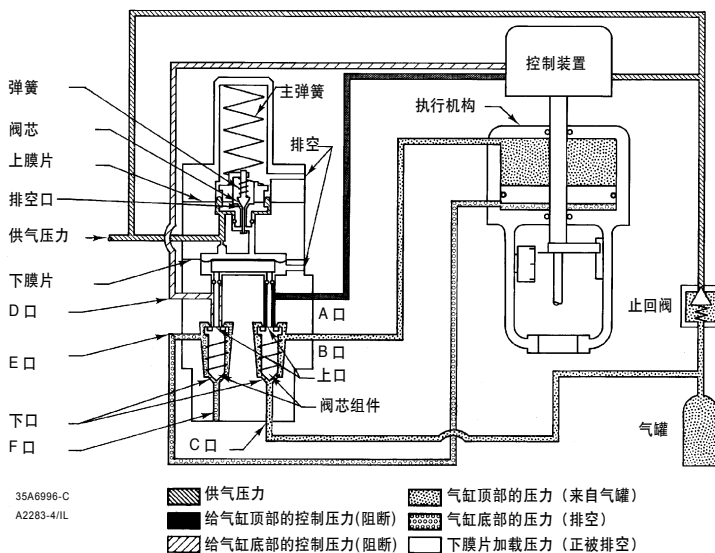 控制装置
弹簧
主弹簧
执行机构
阀芯
排空
上膜片
排空口
供气压力
下膜片
D口
A口
止回阀
E口
B口
上口
下口
阀芯组件
F口
C口
气罐
35A6996-C
A2283-4/IL
供气压力
气缸顶部的压力（来自气罐）
给气缸顶部的控制压力(阻断)
气缸底部的压力（排空）
给气缸底部的控制压力(阻断)
下膜片加载压力（正被排空）